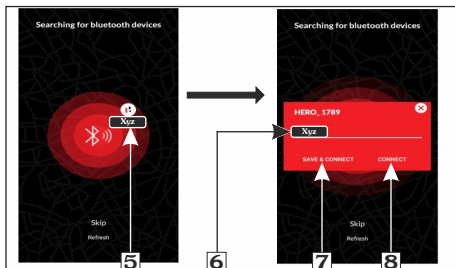 Searching for bluetooth devices
Xyz
Skip
Refresh
5
Searching for bluetooth devices
HERO_1789
Xyz
SAVE & CONNECT CONNECT
Skip
Refresh
6
7
8